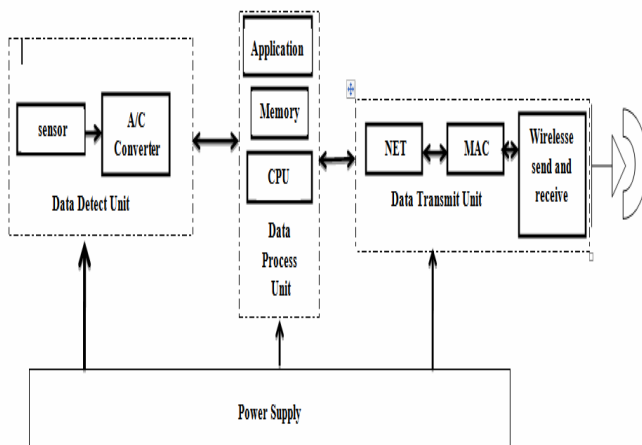 sensor
A/C
Converter
Data Detect Unit
Application
Memory
CPU
Data
Process
Unit
NET
MAC
Wirelesse
send and
receive
Data Transmit Unit
Power Supply